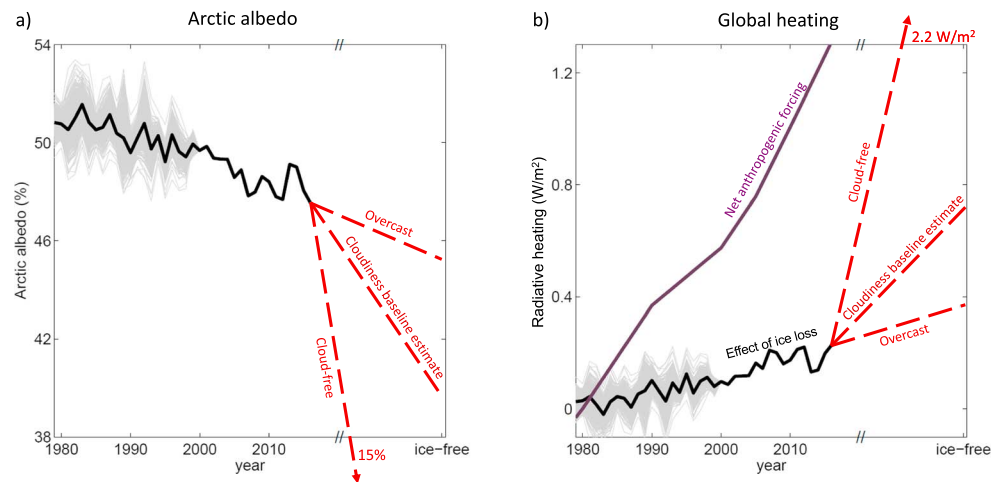 a)
Arctic albedo
54
50
46
42
38
Arctic albedo (%)
1980
1990
2000
2010
ice-free
year
//
//
Overcast
Cloudiness baseline estimate
Cloud-free
15%
b)
Global heating
1.2
0.8
0.4
0
Radiative heating (W/m²)
1980
1990
2000
2010
ice-free
year
//
//
Net anthropogenic forcing
Effect of ice loss
Cloud-free
2.2 W/m²
Cloudiness baseline estimate
Overcast